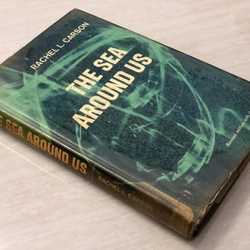 RACHEL L. CARSON
THE SEA
AROUND US
THE SEA AROUND US
RACHEL L. CARSON